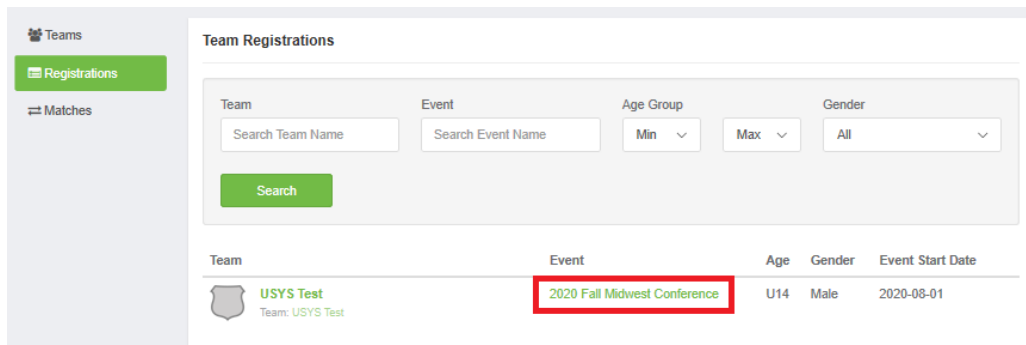 Teams
Registrations
Matches
Team Registrations
Team Event Age Group Gender
Search Team Name Search Event Name Min Max All
Search
Team Event Age Gender Event Start Date
USYS Test 2020 Fall Midwest Conference U14 Male 2020-08-01
Team: USYS Test